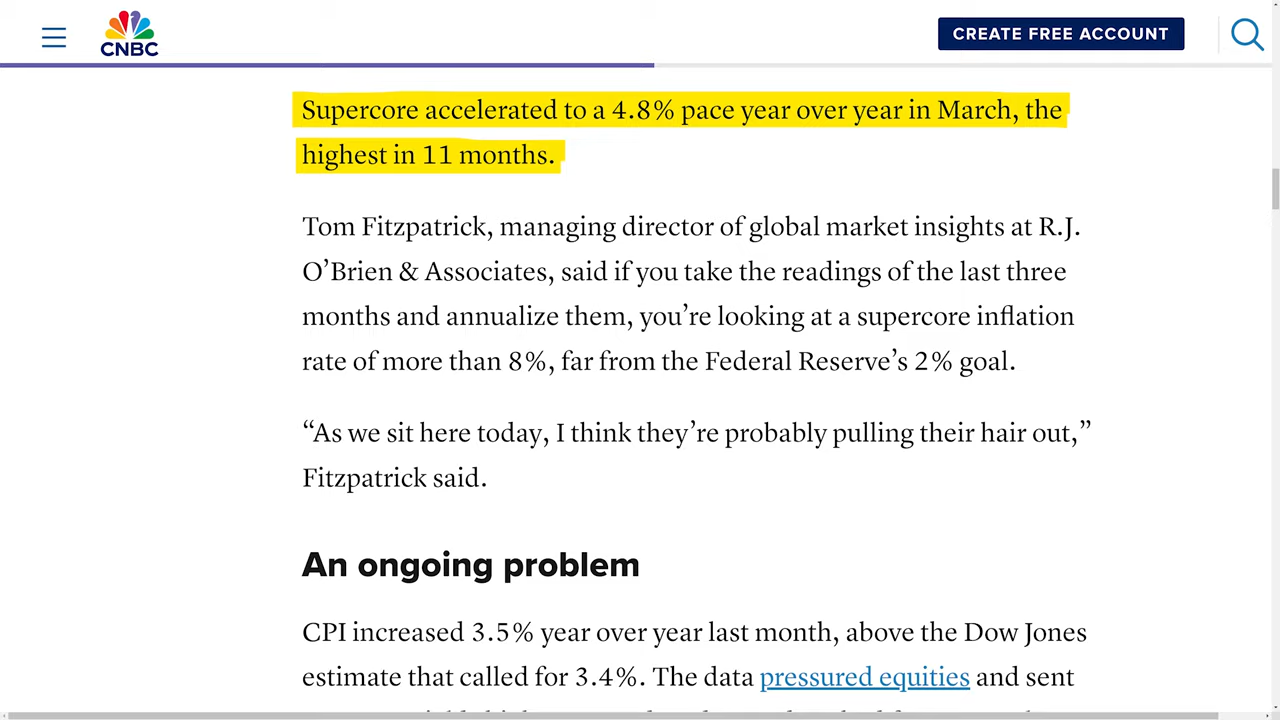 CNBC
CREATE FREE ACCOUNT
Supercore accelerated to a 4.8% pace year over year in March, the
highest in 11 months.
Tom Fitzpatrick, managing director of global market insights at R.J.
O’Brien & Associates, said if you take the readings of the last three
months and annualize them, you’re looking at a supercore inflation
rate of more than 8%, far from the Federal Reserve’s 2% goal.
“As we sit here today, I think they’re probably pulling their hair out,”
Fitzpatrick said.
An ongoing problem
CPI increased 3.5% year over year last month, above the Dow Jones
estimate that called for 3.4%. The data pressured equities and sent